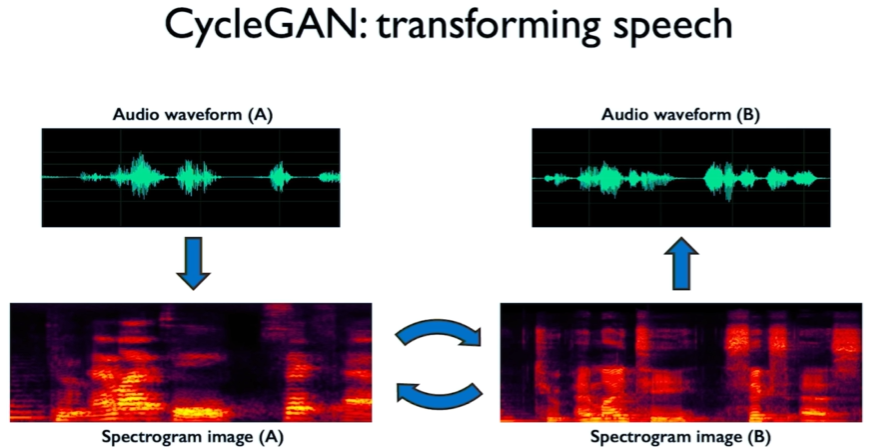 CycleGAN: transforming speech
Audio waveform (A)
Audio waveform (B)
Spectrogram image (A)
Spectrogram image (B)